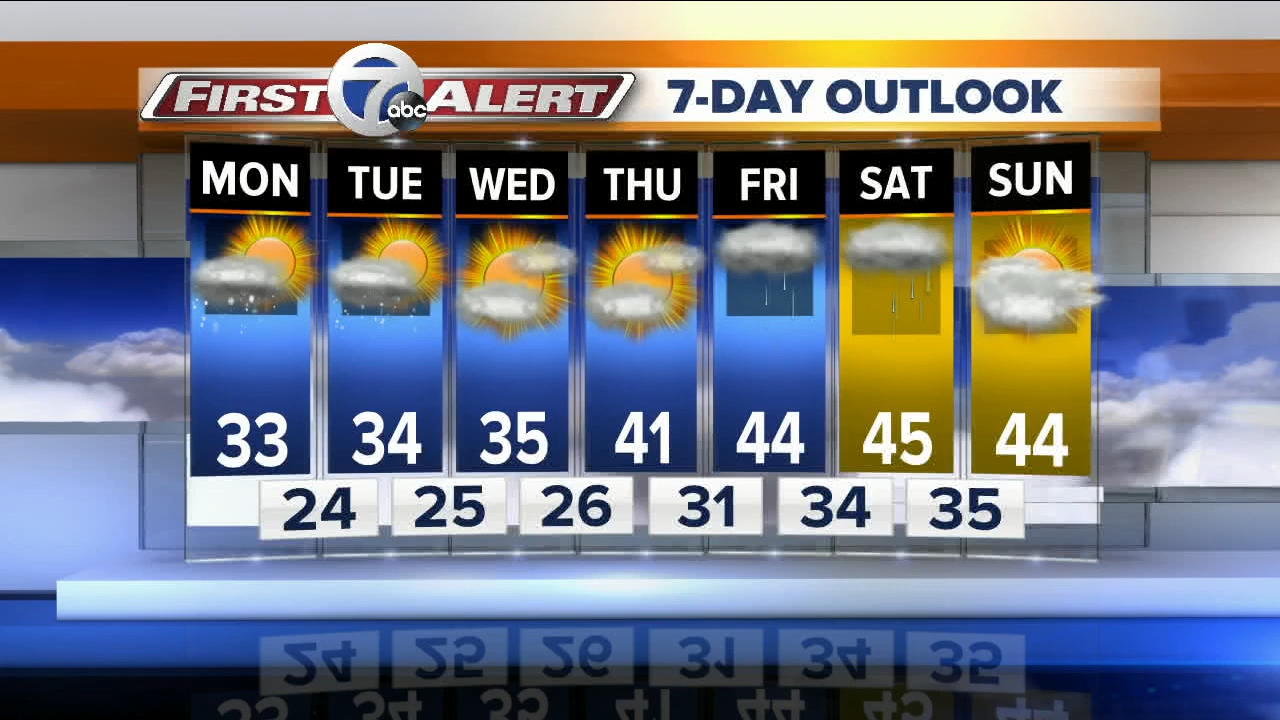 FIRST 7 abc ALERT 7-DAY OUTLOOK
MON TUE WED THU FRI SAT SUN
33 34 35 41 44 45 44
24 25 26 31 34 35